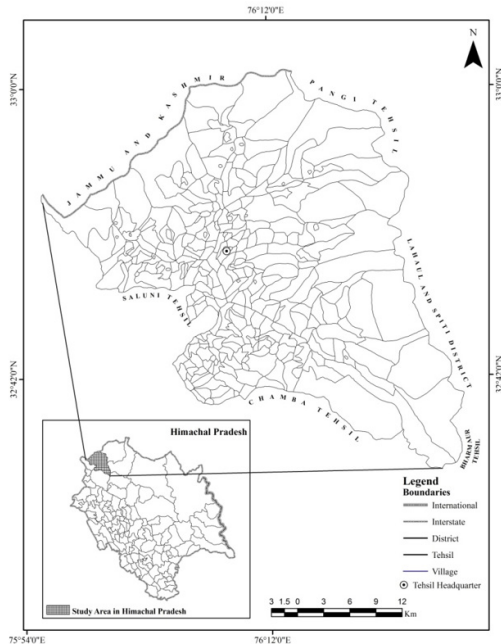 76°12'0"E
N
33°0'0"N
33°0'0"N
JAMMU AND KASHMIR
PANGI TEHSIL
LAHAUL AND SPITI DISTRICT
SALUNI TEHSIL
32°42'0"N
32°42'0"N
CHAMBA TEHSIL
BHARMAUR
TEHSIL
Himachal Pradesh
Legend
Boundaries
International
Interstate
District
Tehsil
Village
Tehsil Headquarter
Study Area in Himachal Pradesh
3 1.5 0 3 6 9 12
Km
75°54'0"E
76°12'0"E